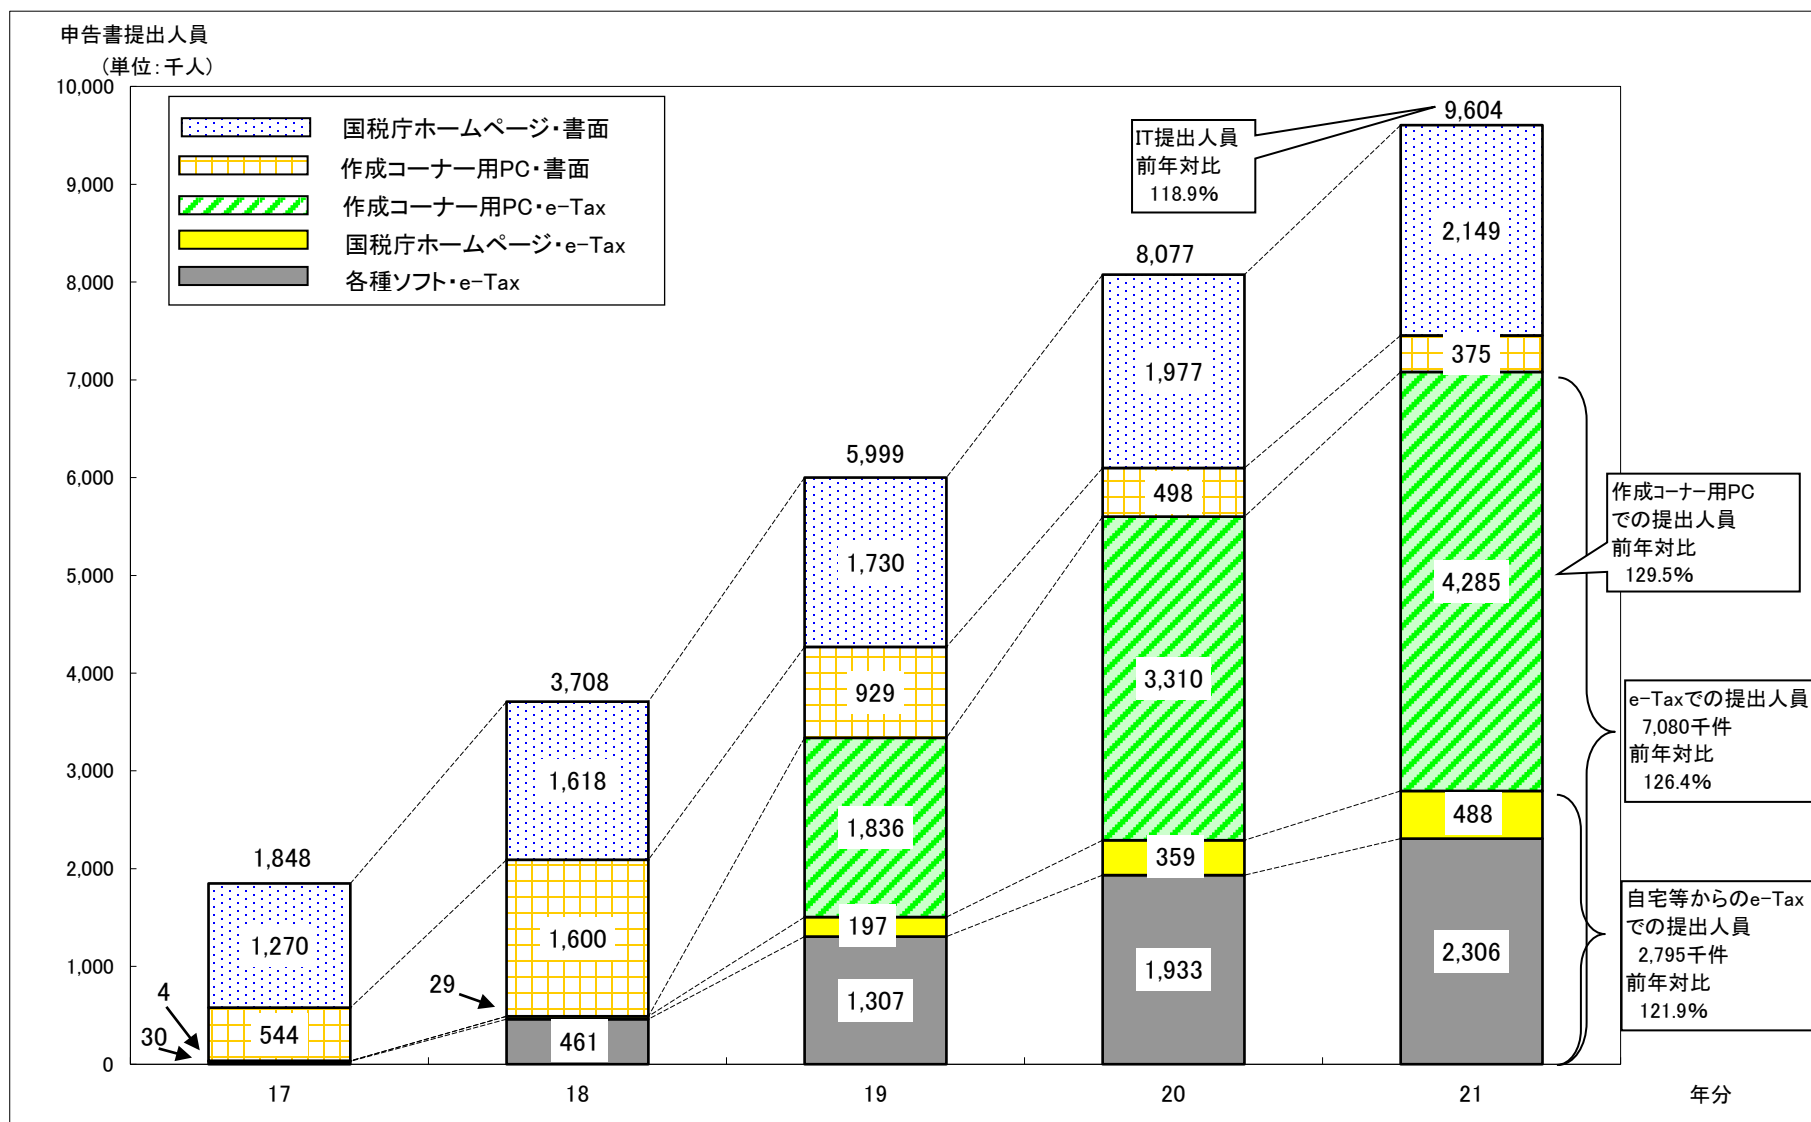 申告書提出人員
(単位：千人)
10,000
9,000
8,000
7,000
6,000
5,000
4,000
3,000
2,000
1,000
0
国税庁ホームページ・書面
作成コーナー用PC・書面
作成コーナー用PC・e-Tax
国税庁ホームページ・e-Tax
各種ソフト・e-Tax
1,848
1,270
544
4
30
3,708
1,618
1,600
29
461
5,999
1,730
929
1,836
197
1,307
8,077
1,977
498
3,310
359
1,933
9,604
2,149
375
4,285
488
2,306
IT提出人員
前年対比
118.9%
作成コーナー用PC
での提出人員
前年対比
129.5%
e-Taxでの提出人員
7,080千件
前年対比
126.4%
自宅等からのe-Tax
での提出人員
2,795千件
前年対比
121.9%
17
18
19
20
21
年分